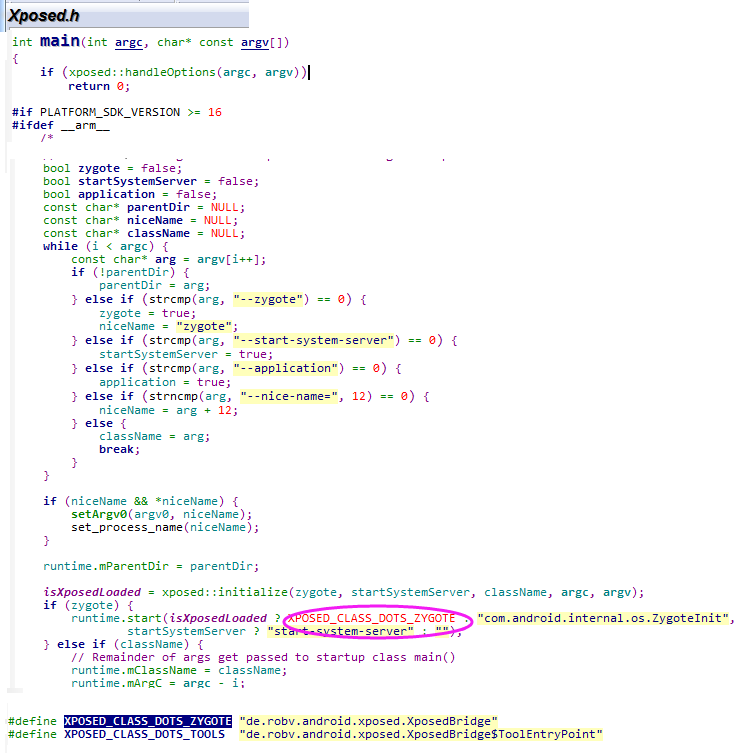 Xposed.h
int main(int argc, char* const argv[])
{
if (xposed::handleOptions(argc, argv))
return 0;
#if PLATFORM_SDK_VERSION >= 16
#ifdef __arm__
/*
bool zygote = false;
bool startSystemServer = false;
bool application = false;
const char* parentDir = NULL;
const char* niceName = NULL;
const char* className = NULL;
while (i < argc) {
const char* arg = argv[i++];
if (!parentDir) {
parentDir = arg;
} else if (strcmp(arg, "--zygote") == 0) {
zygote = true;
niceName = "zygote";
} else if (strcmp(arg, "--start-system-server") == 0) {
startSystemServer = true;
} else if (strcmp(arg, "--application") == 0) {
application = true;
} else if (strncmp(arg, "--nice-name=", 12) == 0) {
niceName = arg + 12;
} else {
className = arg;
break;
}
}
if (niceName && *niceName) {
setArgv0(argv0, niceName);
set_process_name(niceName);
}
runtime.mParentDir = parentDir;
isXposedLoaded = xposed::initialize(zygote, startSystemServer, className, argc, argv);
if (zygote) {
runtime.start(isXposedLoaded ? XPOSED_CLASS_DOTS_ZYGOTE : "com.android.internal.os.ZygoteInit",
startSystemServer ? "start-system-server" : "");
} else if (className) {
// Remainder of args get passed to startup class main()
runtime.mClassName = className;
runtime.mArgC = argc - i;
#define XPOSED_CLASS_DOTS_ZYGOTE "de.robv.android.xposed.XposedBridge"
#define XPOSED_CLASS_DOTS_TOOLS "de.robv.android.xposed.XposedBridge$ToolEntryPoint"